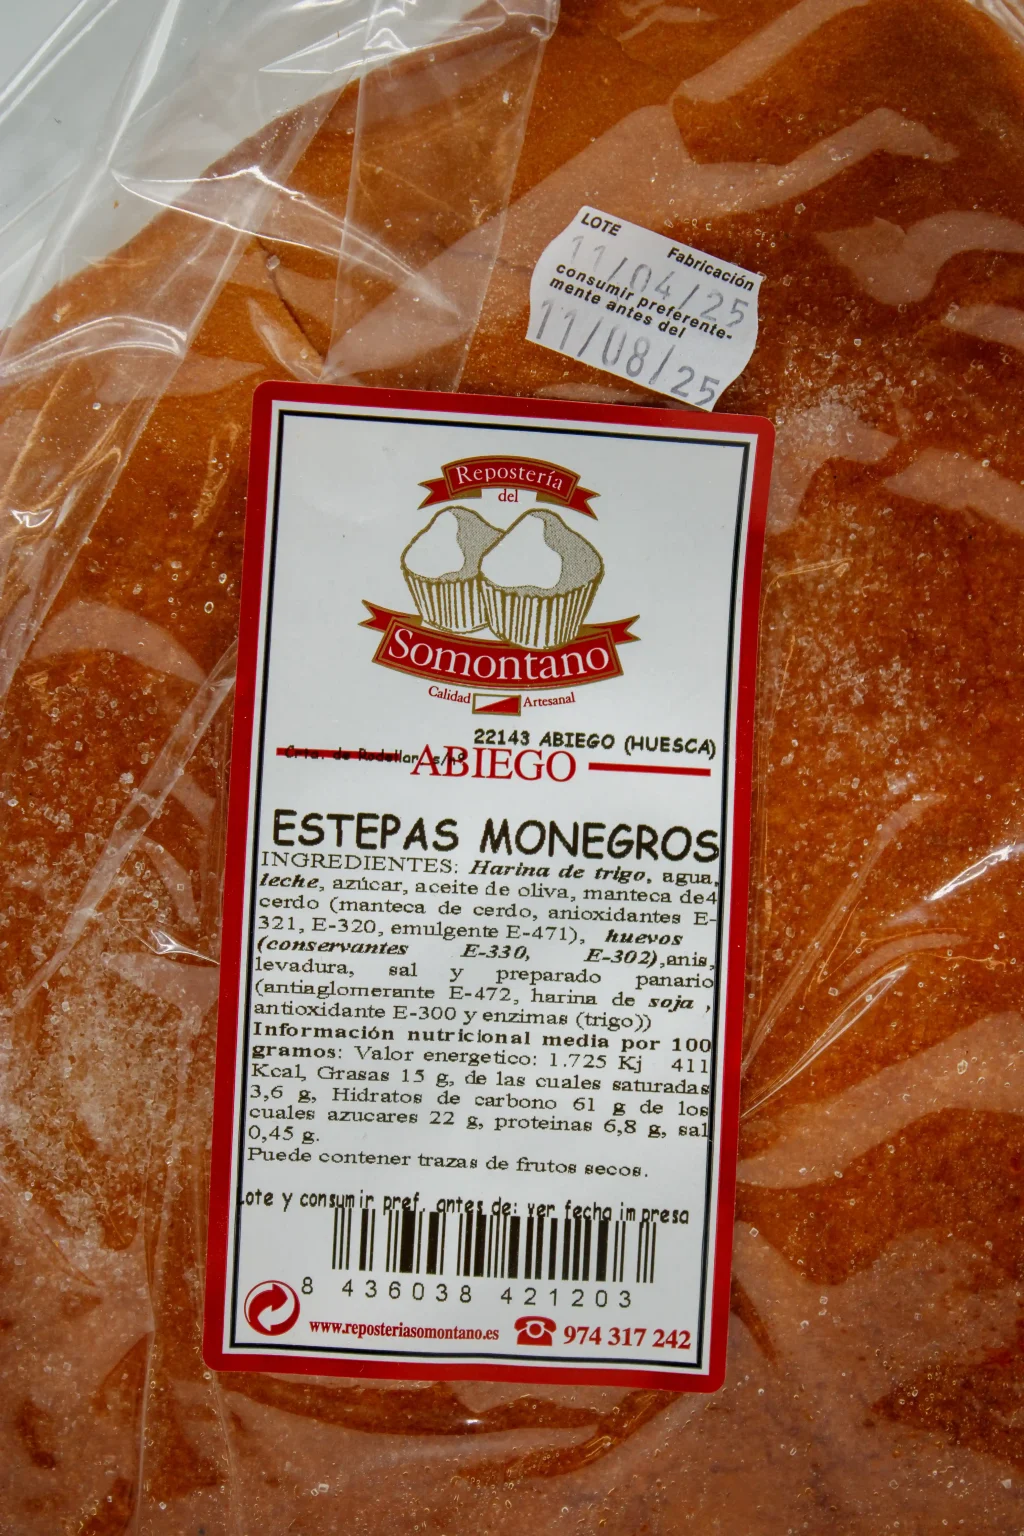 LOTE
Fabricación
11/04/25
consumir preferente-
mente antes del
11/08/25
Repostería
del
Somontano
Calidad Artesanal
22143 ABIEGO (HUESCA)
Crta. de Rodellar, s/nº
ABIEGO
ESTEPAS MONEGROS
INGREDIENTES: Harina de trigo, agua,
leche, azúcar, aceite de oliva, manteca de4
cerdo (manteca de cerdo, anioxidantes E-
321, E-320, emulgente E-471), huevos
(conservantes E-330, E-302),anis,
levadura, sal y preparado panario
(antiaglomerante E-472, harina de soja ,
antioxidante E-300 y enzimas (trigo))
Información nutricional media por 100
gramos: Valor energetico: 1.725 Kj 411
Kcal, Grasas 15 g, de las cuales saturadas
3,6 g, Hidratos de carbono 61 g de los
cuales azucares 22 g, proteinas 6,8 g, sal
0,45 g.
Puede contener trazas de frutos secos.
Lote y consumir pref. antes de: ver fecha impresa
8 436038 421203
www.reposteriasomontano.es 974 317 242